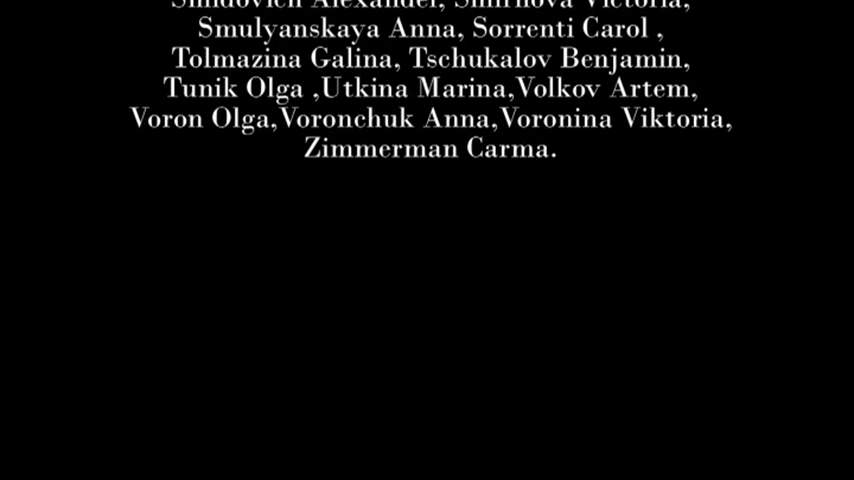 Smidovich Alexander, Smirnova Victoria,
Smulyanskaya Anna, Sorrenti Carol ,
Tolmazina Galina, Tschukalov Benjamin,
Tunik Olga ,Utkina Marina,Volkov Artem,
Voron Olga,Voronchuk Anna,Voronina Viktoria,
Zimmerman Carma.